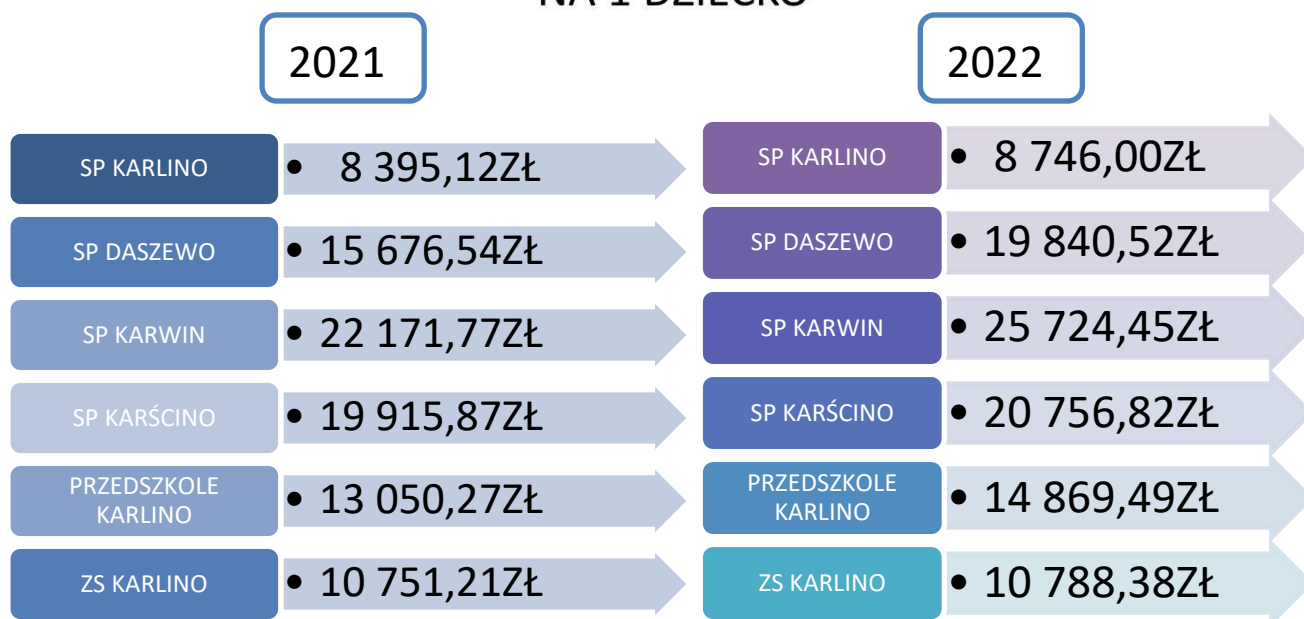 NA 1 DZIECKO
2021
SP KARLINO
• 8 395,12ZŁ
SP DASZEWO
• 15 676,54ZŁ
SP KARWIN
• 22 171,77ZŁ
SP KARŚCINO
• 19 915,87ZŁ
PRZEDSZKOLE
KARLINO
• 13 050,27ZŁ
ZS KARLINO
• 10 751,21ZŁ
2022
SP KARLINO
• 8 746,00ZŁ
SP DASZEWO
• 19 840,52ZŁ
SP KARWIN
• 25 724,45ZŁ
SP KARŚCINO
• 20 756,82ZŁ
PRZEDSZKOLE
KARLINO
• 14 869,49ZŁ
ZS KARLINO
• 10 788,38ZŁ